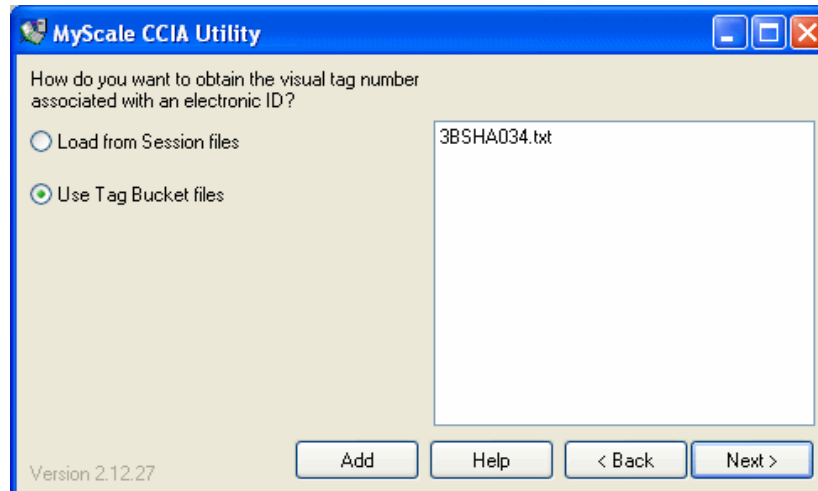 MyScale CCIA Utility
How do you want to obtain the visual tag number
associated with an electronic ID?
Load from Session files
Use Tag Bucket files
3BSHA034.txt
Version 2.12.27
Add
Help
< Back
Next >